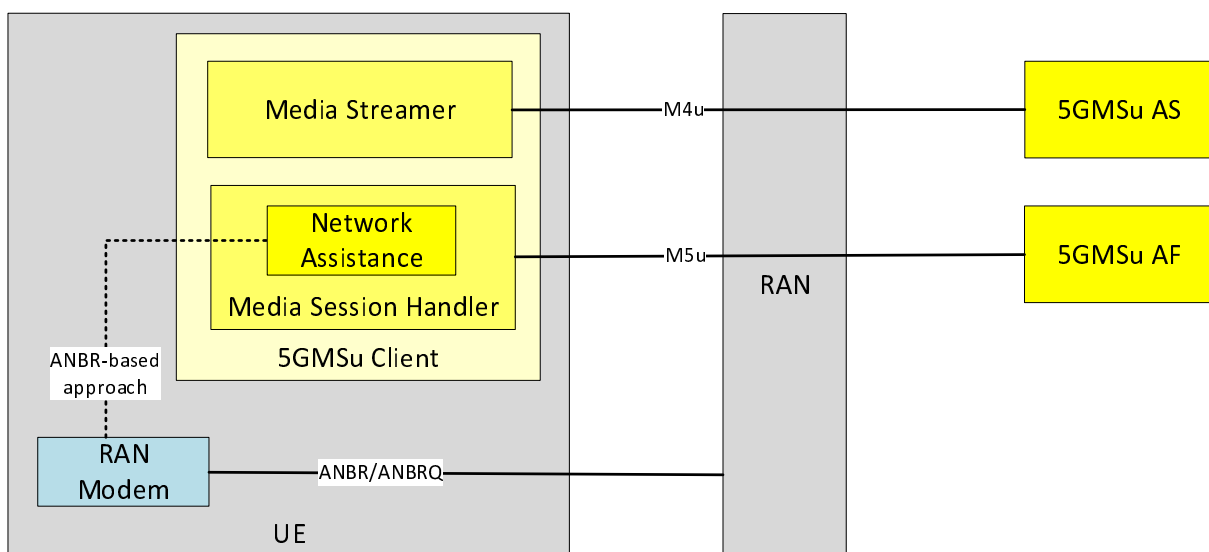 Media Streamer
M4u
5GMSu AS
Network
Assistance
M5u
5GMSu AF
RAN
Media Session Handler
5GMSu Client
ANBR-based
approach
RAN
Modem
ANBR/ANBRQ
UE